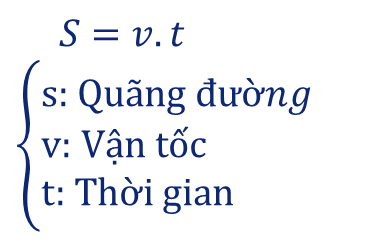 S = v.t
s: Quãng đường
v: Vận tốc
t: Thời gian